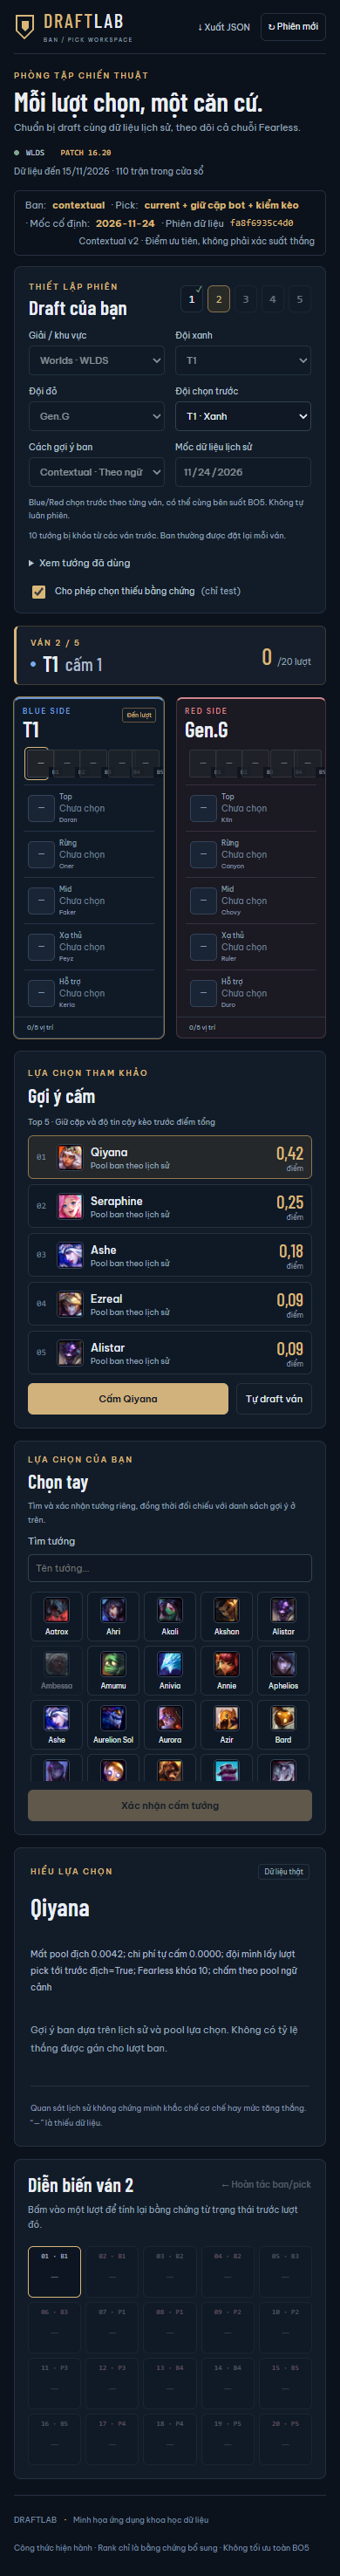 DRAFTLAB
BAN / PICK WORKSPACE
↓ Xuất JSON
↻ Phiên mới
PHÒNG TẬP CHIẾN THUẬT
Mỗi lượt chọn, một căn cứ.
Chuẩn bị draft cùng dữ liệu lịch sử, theo dõi cả chuỗi Fearless.
WLDS PATCH 16.20
Dữ liệu đến 15/11/2026 · 110 trận trong cửa sổ
Ban: contextual · Pick: current + giữ cặp bot + kiểm kèo
· Mốc cố định: 2026-11-24 · Phiên dữ liệu fa8f6935c4d0
Contextual v2 · Điểm ưu tiên, không phải xác suất thắng
THIẾT LẬP PHIÊN
Draft của bạn
1 ✓ 2 3 4 5
Giải / khu vực
Đội xanh
Worlds · WLDS
T1
Đội đỏ
Đội chọn trước
Gen.G
T1 · Xanh
Cách gợi ý ban
Mốc dữ liệu lịch sử
Contextual · Theo ngữ
11/24/2026
Blue/Red chọn trước theo từng ván, có thể cùng bên suốt BO5. Không tự
luân phiên.
10 tướng bị khóa từ các ván trước. Ban thường được đặt lại mỗi ván.
▶ Xem tướng đã dùng
Cho phép chọn thiếu bằng chứng (chỉ test)
VÁN 2 / 5
T1 cấm 1
0 /20 lượt
BLUE SIDE
Đến lượt
T1
Top
Chưa chọn
Doran
Rừng
Chưa chọn
Oner
Mid
Chưa chọn
Faker
Xạ thủ
Chưa chọn
Peyz
Hỗ trợ
Chưa chọn
Keria
0/5 vị trí
RED SIDE
Gen.G
Top
Chưa chọn
Kiin
Rừng
Chưa chọn
Canyon
Mid
Chưa chọn
Chovy
Xạ thủ
Chưa chọn
Ruler
Hỗ trợ
Chưa chọn
Duro
0/5 vị trí
LỰA CHỌN THAM KHẢO
Gợi ý cấm
Top 5 · Giữ cặp và độ tin cậy kèo trước điểm tổng
01 Qiyana 0,42
Pool ban theo lịch sử điểm
02 Seraphine 0,25
Pool ban theo lịch sử điểm
03 Ashe 0,18
Pool ban theo lịch sử điểm
04 Ezreal 0,09
Pool ban theo lịch sử điểm
05 Alistar 0,09
Pool ban theo lịch sử điểm
Cấm Qiyana
Tự draft ván
LỰA CHỌN CỦA BẠN
Chọn tay
Tìm và xác nhận tướng riêng, đồng thời đối chiếu với danh sách gợi ý ở
trên.
Tìm tướng
Tên tướng...
Aatrox Ahri Akali Akshan Alistar
Ambessa Amumu Anivia Annie Aphelios
Ashe Aurelion Sol Aurora Azir Bard
Xác nhận cấm tướng
HIỂU LỰA CHỌN
Dữ liệu thật
Qiyana
Mất pool địch 0.0042; chi phí tự cấm 0.0000; đội mình lấy lượt
pick tới trước địch=True; Fearless khóa 10; chấm theo pool ngữ
cảnh
Gợi ý ban dựa trên lịch sử và pool lựa chọn. Không có tỷ lệ
thắng được gán cho lượt ban.
Quan sát lịch sử không chứng minh khắc chế cơ chế hay mức tăng thắng.
"—" là thiếu dữ liệu.
Diễn biến ván 2
← Hoàn tác ban/pick
Bấm vào một lượt để tính lại bằng chứng từ trạng thái trước lượt
đó.
01 · B1 02 · B1 03 · B2 04 · B2 05 · B3
06 · B3 07 · P1 08 · P1 09 · P2 10 · P2
11 · P3 12 · P3 13 · B4 14 · B4 15 · B5
16 · B5 17 · P4 18 · P4 19 · P5 20 · P5
DRAFTLAB · Minh họa ứng dụng khoa học dữ liệu
Công thức hiện hành · Rank chỉ là bằng chứng bổ sung · Không tối ưu toàn BO5